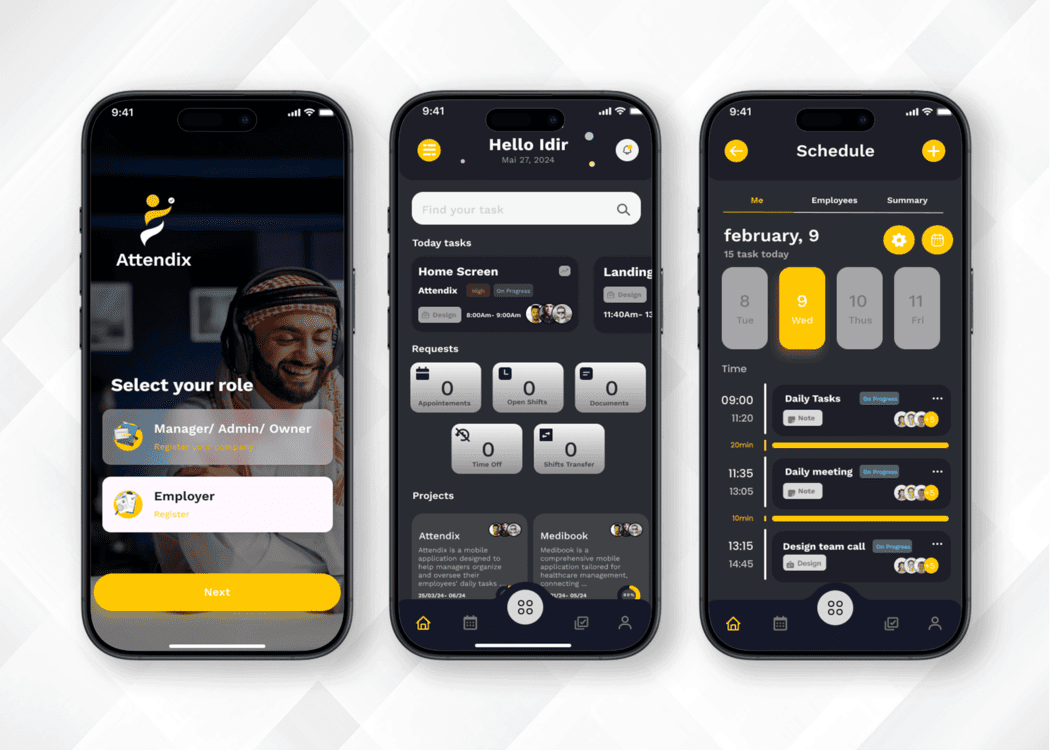 9:41
Attendix
Select your role
Manager/ Admin/ Owner
Register your company
Employer
Register
Next
9:41
Hello Idir
Mai 27, 2024
Find your task
Today tasks
Home Screen
Attendix
High
On Progress
Design
8:00Am- 9:00Am
Landing
Design
11:40Am- 13
Requests
0
Appointements
0
Open Shifts
0
Documents
0
Time Off
0
Shifts Transfer
Projects
Attendix
Attendix is a mobile
application designed to
help managers organize
and oversee their
employees' daily tasks
25/03/24- 06/24
Medibook
Medibook is a
comprehensive mobile
application tailored for
healthcare management,
connecting ...
/01/24- 05/24
9:41
Schedule
Me
Employees
Summary
february, 9
15 task today
8
Tue
9
Wed
10
Thus
11
Fri
Time
09:00
11:20
Daily Tasks
On Progress
Note
+5
20min
11:35
13:05
Daily meeting
On Progress
Note
+5
10min
13:15
14:45
Design team call
On Progress
Design
+5